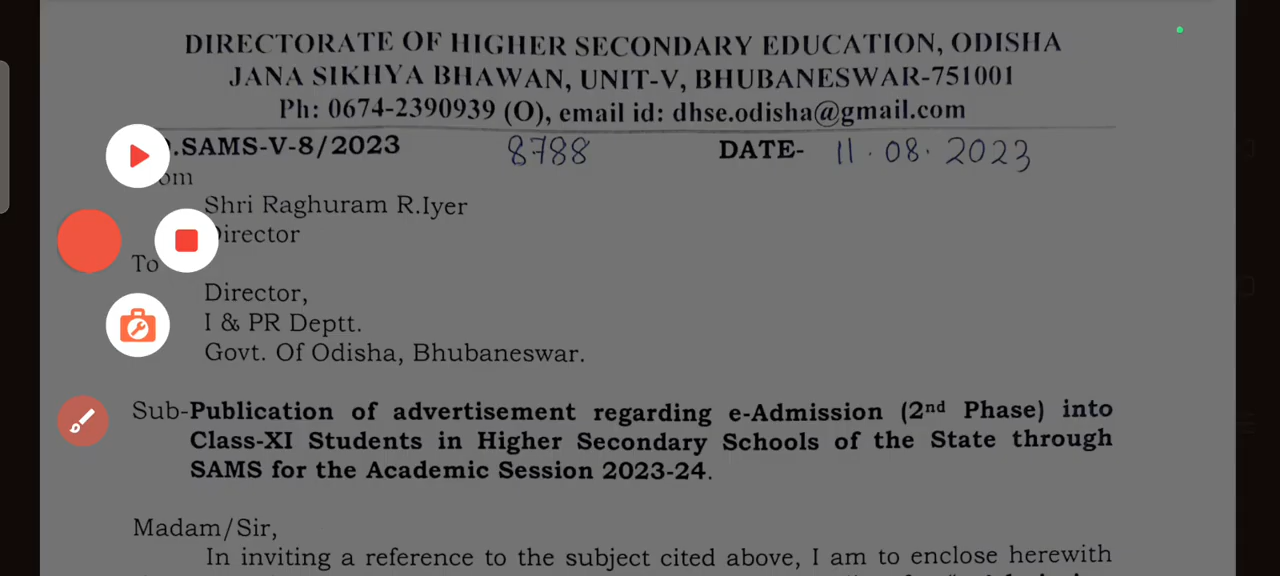 DIRECTORATE OF HIGHER SECONDARY EDUCATION, ODISHA
JANA SIKHYA BHAWAN, UNIT-V, BHUBANESWAR-751001
Ph: 0674-2390939 (O), email id: dhse.odisha@gmail.com
.SAMS-V-8/2023 8788 DATE- 11.08.2023
om
Shri Raghuram R.Iyer
Director
To
Director,
I & PR Deptt.
Govt. Of Odisha, Bhubaneswar.
Sub-Publication of advertisement regarding e-Admission (2nd Phase) into
Class-XI Students in Higher Secondary Schools of the State through
SAMS for the Academic Session 2023-24.
Madam/Sir,
In inviting a reference to the subject cited above, I am to enclose herewith